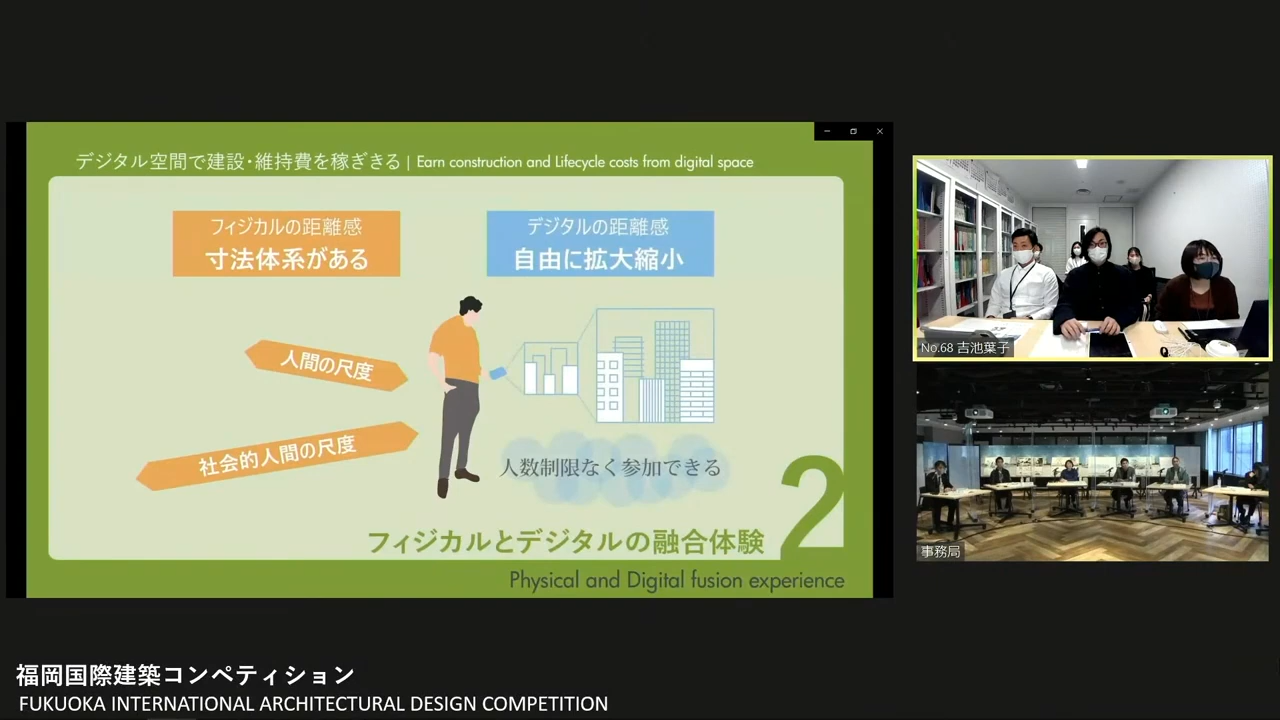 デジタル空間で建設・維持費を稼ぎきる | Earn construction and Lifecycle costs from digital space
フィジカルの距離感
寸法体系がある
デジタルの距離感
自由に拡大縮小
人間の尺度
社会的人間の尺度
人数制限なく参加できる
フィジカルとデジタルの融合体験
2
Physical and Digital fusion experience
No.68 吉池葉子
事務局
福岡国際建築コンペティション
FUKUOKA INTERNATIONAL ARCHITECTURAL DESIGN COMPETITION